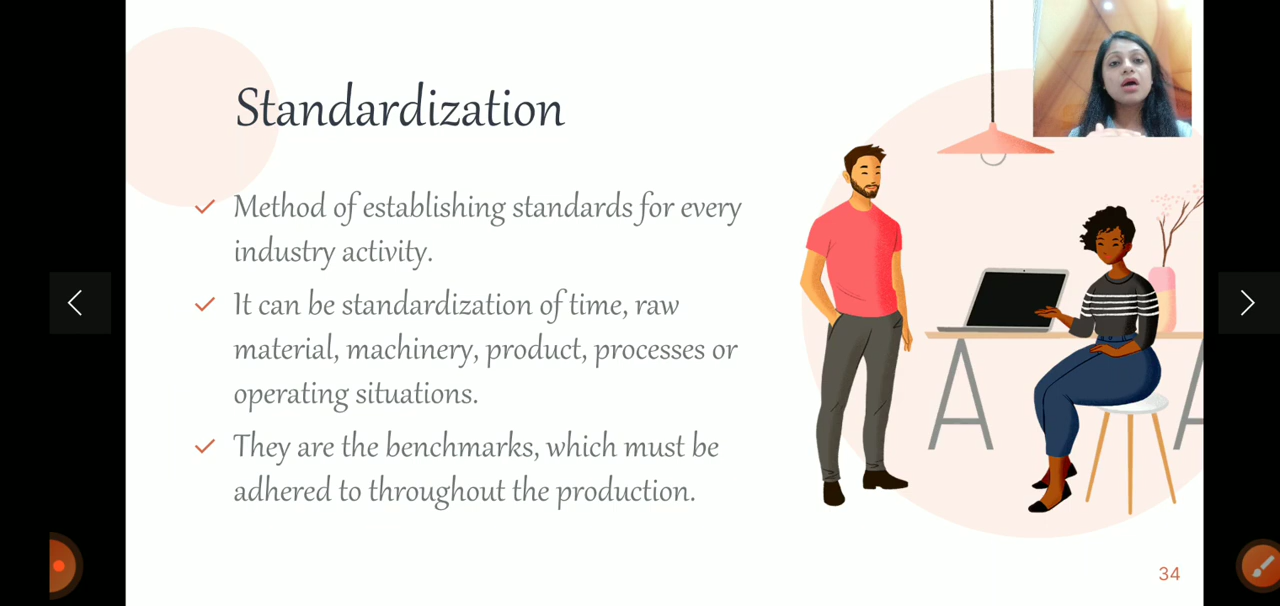 Standardization
Method of establishing standards for every
industry activity.
It can be standardization of time, raw
material, machinery, product, processes or
operating situations.
They are the benchmarks, which must be
adhered to throughout the production.
34